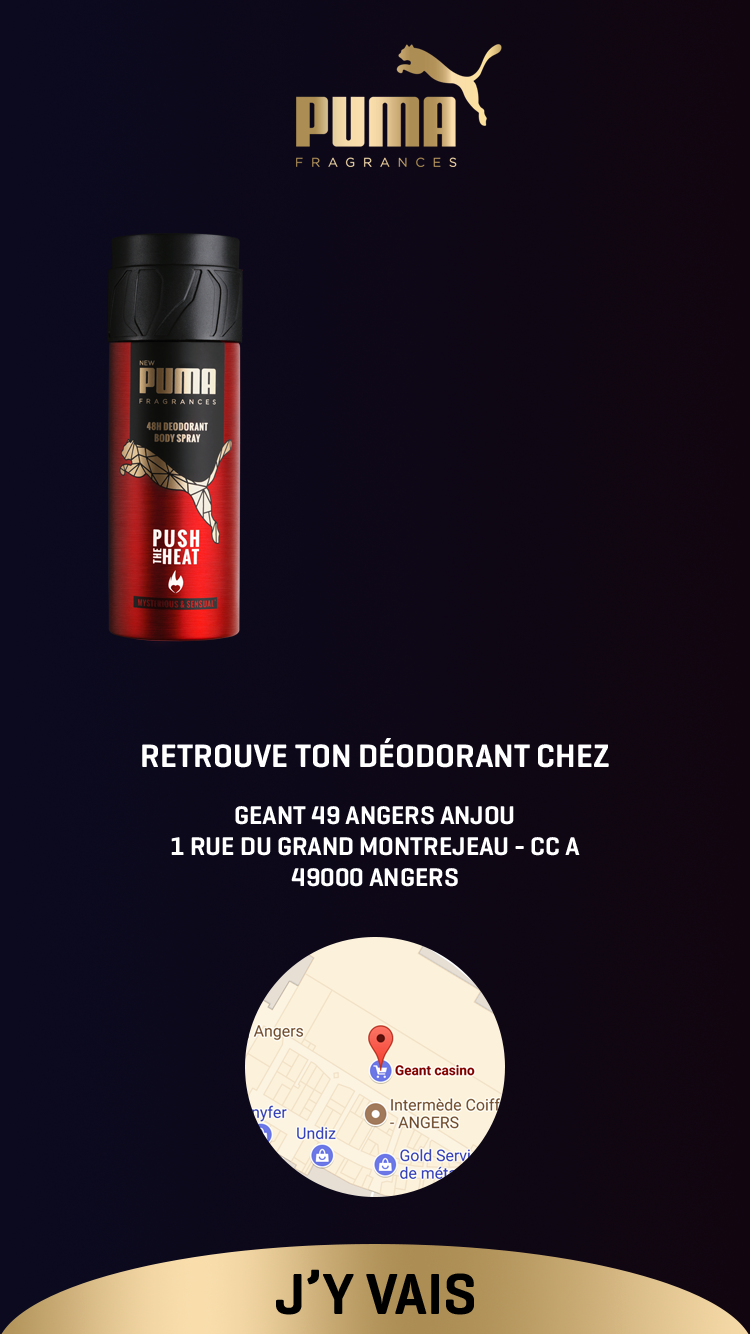 PUMA
FRAGRANCES
NEW
PUMA
FRAGRANCES
48H DEODORANT
BODY SPRAY
PUSH
THE HEAT
MYSTERIOUS & SENSUAL
RETROUVE TON DÉODORANT CHEZ
GEANT 49 ANGERS ANJOU
1 RUE DU GRAND MONTREJEAU - CC A
49000 ANGERS
Angers
Geant casino
Intermède Coiff
- ANGERS
nyfer
Undiz
Gold Servi
de mét
J'Y VAIS